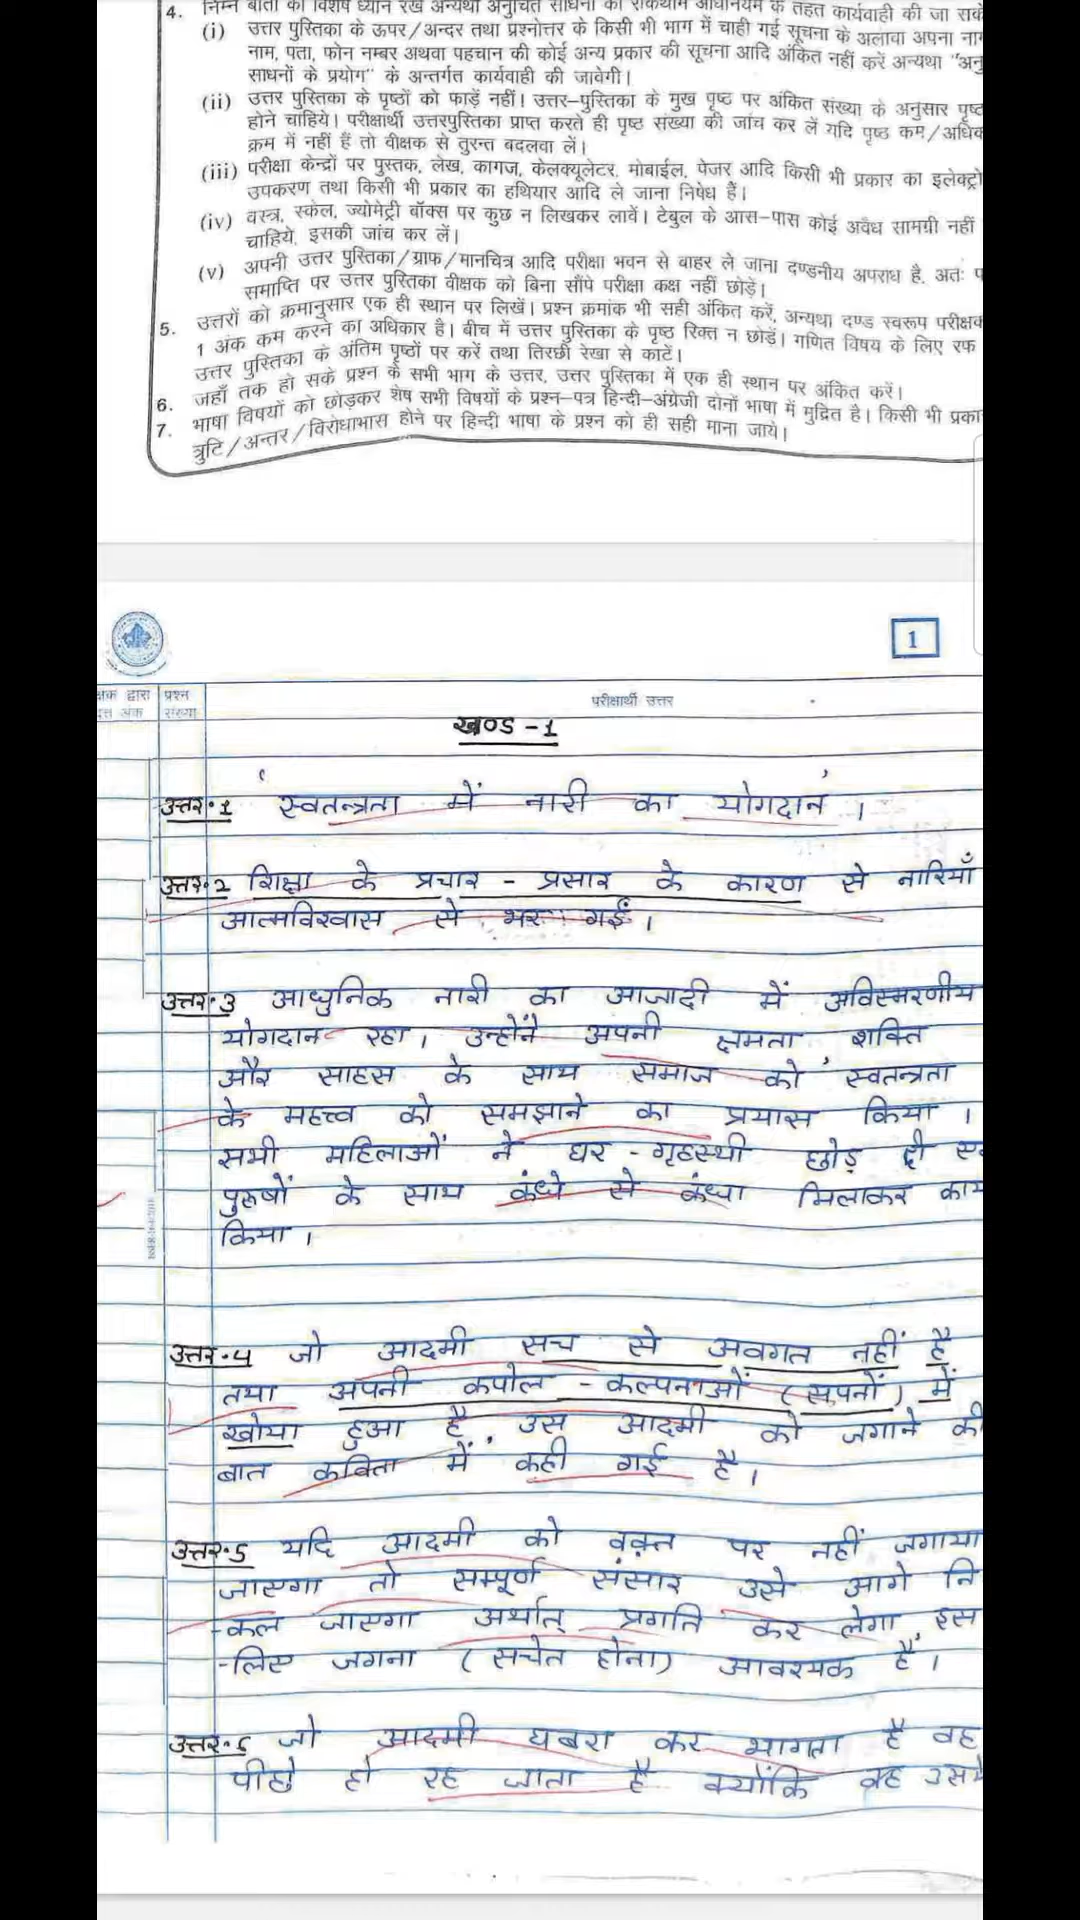 4. निम्न बातों का विशेष ध्यान रखें अन्यथा अनुचित साधनों की रोकथाम अधिनियम के तहत कार्यवाही की जा सके
(i) उत्तर पुस्तिका के ऊपर/अन्दर तथा प्रश्नोत्तर के किसी भी भाग में चाही गई सूचना के अलावा अपना नाम
नाम, पता, फोन नम्बर अथवा पहचान की कोई अन्य प्रकार की सूचना आदि अंकित नहीं करें अन्यथा "अनु
साधनों के प्रयोग" के अन्तर्गत कार्यवाही की जावेगी।
(ii) उत्तर पुस्तिका के पृष्ठों को फाड़ें नहीं। उत्तर-पुस्तिका के मुख पृष्ठ पर अंकित संख्या के अनुसार पृष्ठ
होने चाहिये। परीक्षार्थी उत्तरपुस्तिका प्राप्त करते ही पृष्ठ संख्या की जांच कर लें यदि पृष्ठ कम/अधिक
क्रम में नहीं हैं तो वीक्षक से तुरन्त बदलवा लें।
(iii) परीक्षा केन्द्रों पर पुस्तक, लेख, कागज, केलक्यूलेटर, मोबाईल, पेजर आदि किसी भी प्रकार का इलेक्ट्रो
उपकरण तथा किसी भी प्रकार का हथियार आदि ले जाना निषेध हैं।
(iv) वस्त्र, स्केल, ज्योमेट्री बॉक्स पर कुछ न लिखकर लावें। टेबुल के आस-पास कोई अवैध सामग्री नहीं
चाहिये, इसकी जांच कर लें।
(v) अपनी उत्तर पुस्तिका/ग्राफ/मानचित्र आदि परीक्षा भवन से बाहर ले जाना दण्डनीय अपराध है, अतः प
समाप्ति पर उत्तर पुस्तिका वीक्षक को बिना सौंपे परीक्षा कक्ष नहीं छोड़ें।
5. उत्तरों को क्रमानुसार एक ही स्थान पर लिखें। प्रश्न क्रमांक भी सही अंकित करें, अन्यथा दण्ड स्वरूप परीक्षक
1 अंक कम करने का अधिकार है। बीच में उत्तर पुस्तिका के पृष्ठ रिक्त न छोड़ें। गणित विषय के लिए रफ
उत्तर पुस्तिका के अंतिम पृष्ठों पर करें तथा तिरछी रेखा से काटें।
6. जहाँ तक हो सके प्रश्न के सभी भाग के उत्तर, उत्तर पुस्तिका में एक ही स्थान पर अंकित करें।
7. भाषा विषयों को छोड़कर शेष सभी विषयों के प्रश्न-पत्र हिन्दी-अंग्रेजी दोनों भाषा में मुद्रित है। किसी भी प्रका
त्रुटि/अन्तर/विरोधाभास होने पर हिन्दी भाषा के प्रश्न को ही सही माना जाये।
1
क्षक द्वारा प्रश्न परीक्षार्थी उत्तर
त्त अंक संख्या
खण्ड -1
उत्तर·1 'स्वतन्त्रता में नारी का योगदान'।
उत्तर·2 शिक्षा के प्रचार - प्रसार के कारण से नारियाँ
आत्मविश्वास से भर गईं।
उत्तर·3 आधुनिक नारी का आजादी में अविस्मरणीय
योगदान रहा। उन्होंने अपनी क्षमता, शक्ति
और साहस के साथ समाज को स्वतन्त्रता
के महत्त्व को समझाने का प्रयास किया।
सभी महिलाओं ने घर - गृहस्थी छोड़ दी
पुरुषों के साथ कंधे से कंधा मिलाकर कार्य
किया।
उत्तर·4 जो आदमी सच से अवगत नहीं है
तथा अपनी कपोल - कल्पनाओं (सपनों) में
खोया हुआ है, उस आदमी को जगाने की
बात कविता में कही गई है।
उत्तर·5 यदि आदमी को वक़्त पर नहीं जगाया
जाएगा तो सम्पूर्ण संसार उसे आगे नि
-कल जाएगा अर्थात् प्रगति कर लेगा, इस
-लिए जगना (सचेत होना) आवश्यक है।
उत्तर·6 जो आदमी घबरा कर भागता है वह
पीछे ही रह जाता है क्योंकि वह उसमे